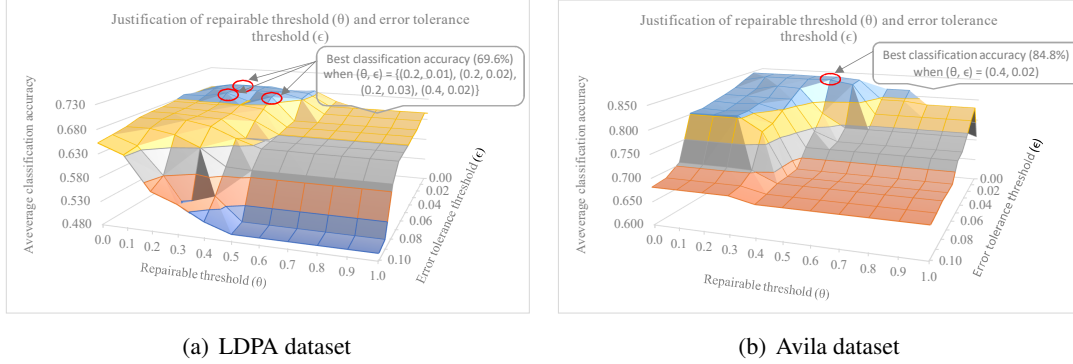 Justification of repairable threshold (θ) and error tolerance
threshold (ϵ)
Best classification accuracy (69.6%)
when (θ, ϵ) = {(0.2, 0.01), (0.2, 0.02),
(0.2, 0.03), (0.4, 0.02)}
Aveverage classification accuracy
0.730
0.680
0.630
0.580
0.530
0.480
0.0
0.1
0.2
0.3
0.4
0.5
0.6
0.7
0.8
0.9
1.0
Repairable threshold (θ)
0.00
0.02
0.04
0.06
0.08
0.10
Error tolerance threshold (ϵ)
(a) LDPA dataset
Justification of repairable threshold (θ) and error tolerance
threshold (ϵ)
Best classification accuracy (84.8%)
when (θ, ϵ) = (0.4, 0.02)
Aveverage classification accuracy
0.850
0.800
0.750
0.700
0.650
0.600
0.0
0.1
0.2
0.3
0.4
0.5
0.6
0.7
0.8
0.9
1.0
Repairable threshold (θ)
0.00
0.02
0.04
0.06
0.08
0.10
Error tolerance threshold (ϵ)
(b) Avila dataset